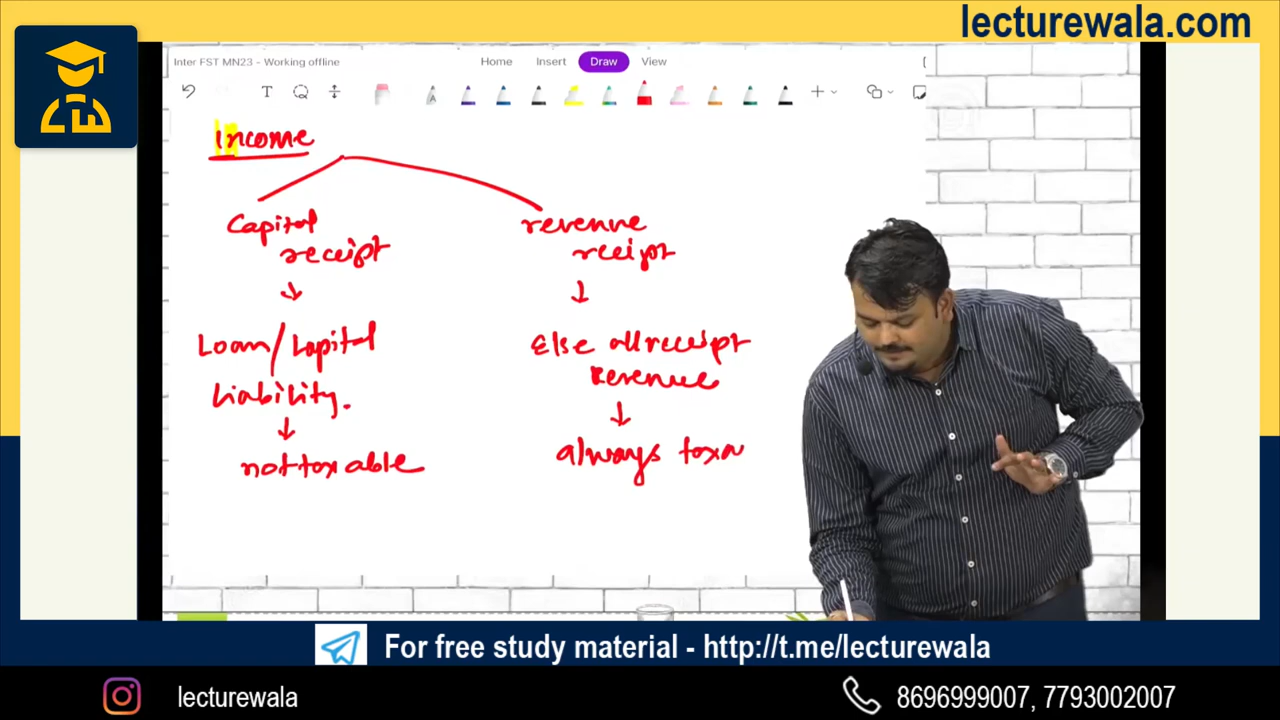 lecturewala.com
Inter FST MN23 - Working offline
Home Insert Draw View
Income
Capital
receipt
revenue
rceipt
Loan/Capital
liability.
Else all receipt
Revenue
not taxable
always taxa
For free study material - http://t.me/lecturewala
lecturewala
8696999007, 7793002007